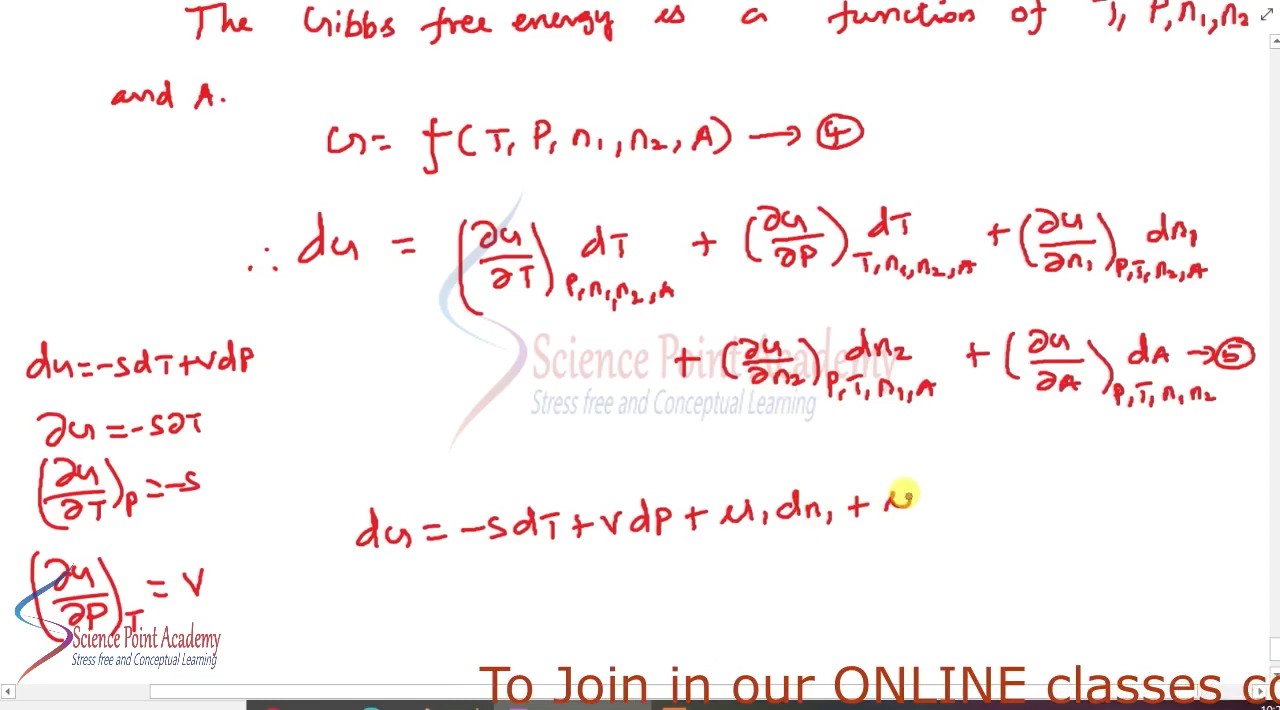 The Gibbs free energy is a function of T, P, n₁, n₂
and A.
G = f(T, P, n₁, n₂, A) → ④
∴ dG = (∂G/∂T)_{P,n₁,n₂,A} dT + (∂G/∂P)_{T,n₁,n₂,A} dT + (∂G/∂n₁)_{P,T,n₂,A} dn₁
+ (∂G/∂n₂)_{P,T,n₁,A} dn₂ + (∂G/∂A)_{P,T,n₁,n₂} dA → ⑤
Science Point Academy
Stress free and Conceptual Learning
dG = -SdT + VdP
∂G = -S∂T
(∂G/∂T)_P = -S
(∂G/∂P)_T = V
dG = -SdT + VdP + μ₁dn₁ + μ
Science Point Academy
Stress free and Conceptual Learning
To Join in our ONLINE classes co